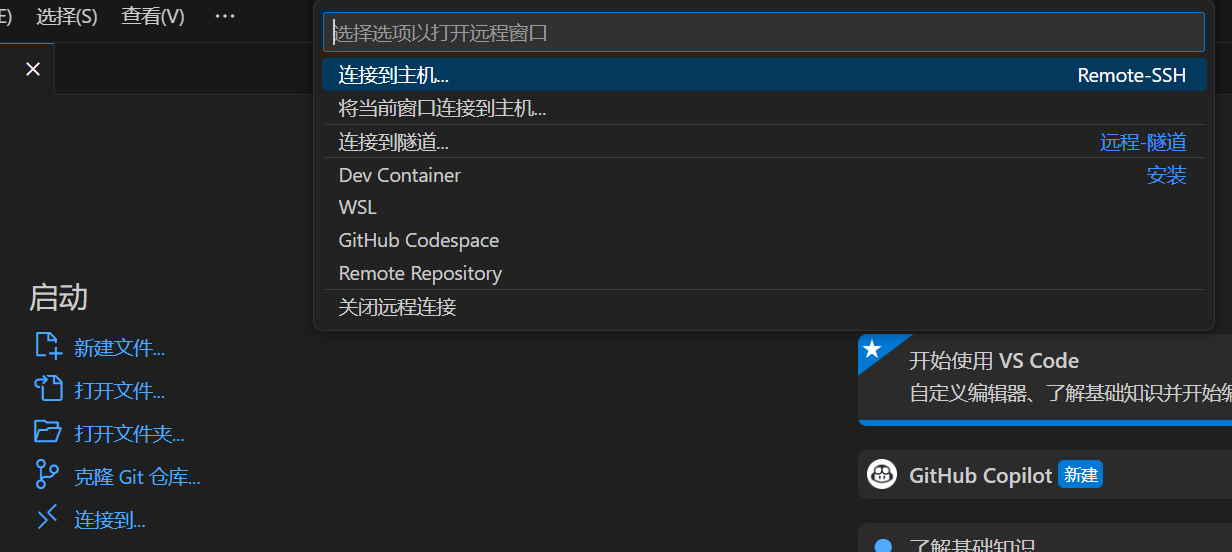 E) 选择(S) 查看(V) ···
选择选项以打开远程窗口
连接到主机... Remote-SSH
将当前窗口连接到主机...
连接到隧道... 远程-隧道
Dev Container 安装
WSL
GitHub Codespace
Remote Repository
关闭远程连接
启动
新建文件...
打开文件...
打开文件夹...
克隆 Git 仓库...
连接到...
开始使用 VS Code
自定义编辑器、了解基础知识并开始编
GitHub Copilot 新建
了解基础知识